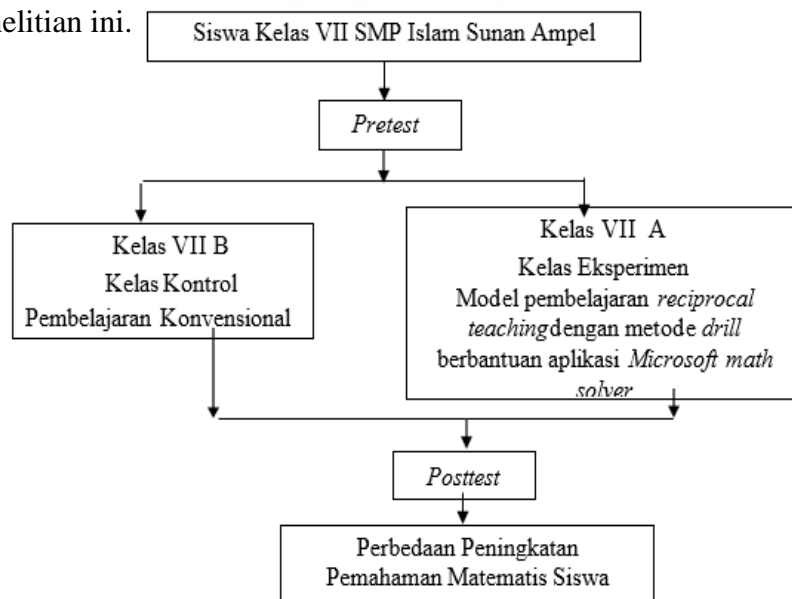 nelitian ini.
Siswa Kelas VII SMP Islam Sunan Ampel
Pretest
Kelas VII B
Kelas Kontrol
Pembelajaran Konvensional
Kelas VII A
Kelas Eksperimen
Model pembelajaran reciprocal
teachingdengan metode drill
berbantuan aplikasi Microsoft math
solver
Posttest
Perbedaan Peningkatan
Pemahaman Matematis Siswa